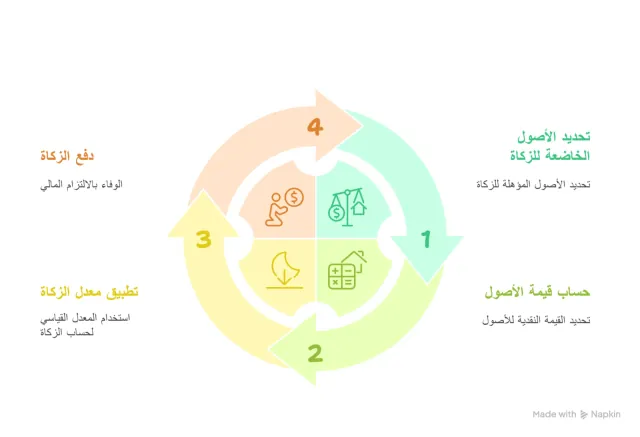 4
تحديد الأصول
الخاضعة للزكاة
تحديد الأصول المؤهلة للزكاة
1
حساب قيمة الأصول
تحديد القيمة النقدية للأصول
2
تطبيق معدل الزكاة
استخدام المعدل القياسي
لحساب الزكاة
3
دفع الزكاة
الوفاء بالالتزام المالي
$
$
Made with Napkin